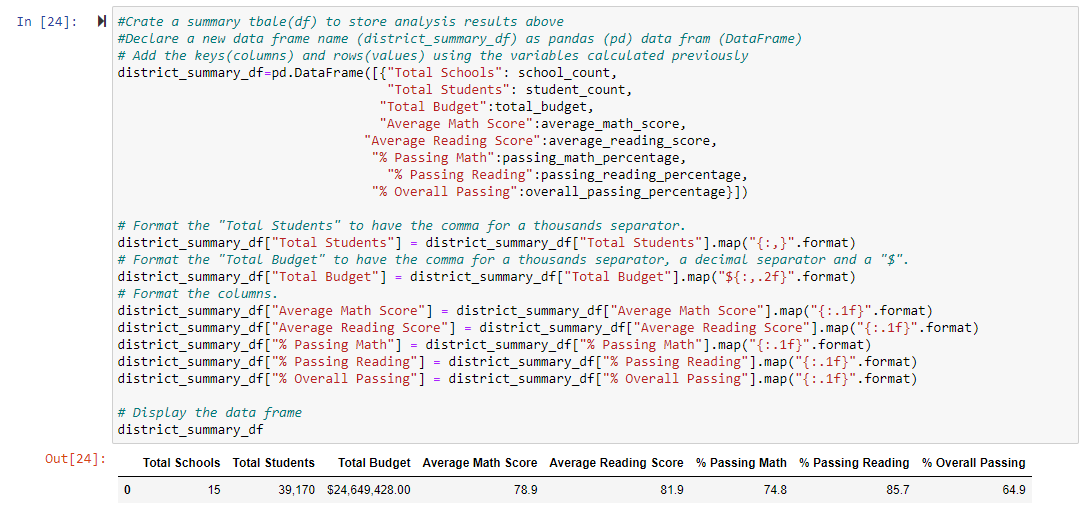 In [24]: #Crate a summary tbale(df) to store analysis results above
#Declare a new data frame name (district_summary_df) as pandas (pd) data fram (DataFrame)
# Add the keys(columns) and rows(values) using the variables calculated previously
district_summary_df=pd.DataFrame([{"Total Schools": school_count,
"Total Students": student_count,
"Total Budget":total_budget,
"Average Math Score":average_math_score,
"Average Reading Score":average_reading_score,
"% Passing Math":passing_math_percentage,
"% Passing Reading":passing_reading_percentage,
"% Overall Passing":overall_passing_percentage}])
# Format the "Total Students" to have the comma for a thousands separator.
district_summary_df["Total Students"] = district_summary_df["Total Students"].map("{:,}".format)
# Format the "Total Budget" to have the comma for a thousands separator, a decimal separator and a "$".
district_summary_df["Total Budget"] = district_summary_df["Total Budget"].map("${:,.2f}".format)
# Format the columns.
district_summary_df["Average Math Score"] = district_summary_df["Average Math Score"].map("{:.1f}".format)
district_summary_df["Average Reading Score"] = district_summary_df["Average Reading Score"].map("{:.1f}".format)
district_summary_df["% Passing Math"] = district_summary_df["% Passing Math"].map("{:.1f}".format)
district_summary_df["% Passing Reading"] = district_summary_df["% Passing Reading"].map("{:.1f}".format)
district_summary_df["% Overall Passing"] = district_summary_df["% Overall Passing"].map("{:.1f}".format)
# Display the data frame
district_summary_df
Out[24]:
Total Schools Total Students Total Budget Average Math Score Average Reading Score % Passing Math % Passing Reading % Overall Passing
0 15 39,170 $24,649,428.00 78.9 81.9 74.8 85.7 64.9